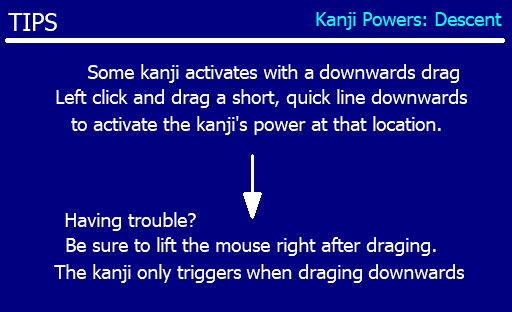 TIPS
Kanji Powers: Descent
Some kanji activates with a downwards drag
Left click and drag a short, quick line downwards
to activate the kanji's power at that location.
Having trouble?
Be sure to lift the mouse right after draging.
The kanji only triggers when draging downwards